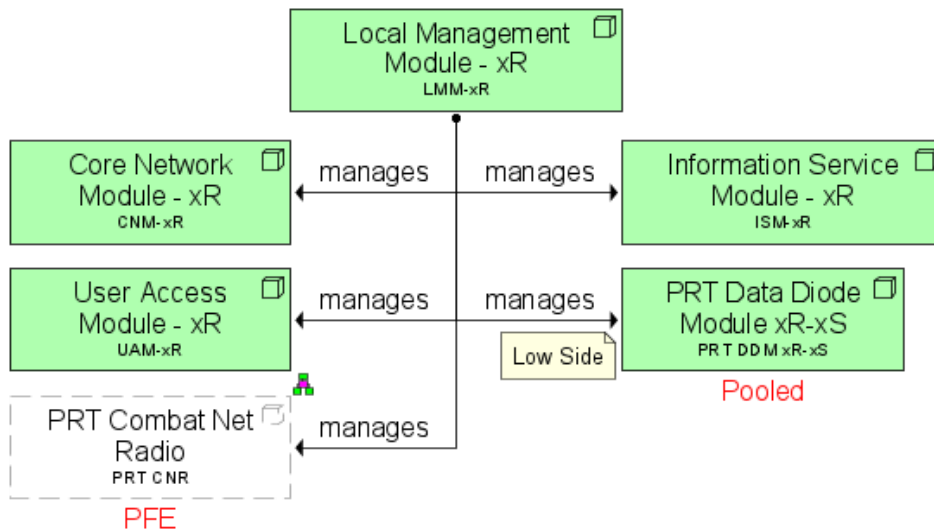 Local Management
Module - xR
LMM-xR
Core Network
Module - xR
CNM-xR
manages
manages
Information Service
Module - xR
ISM-xR
User Access
Module - xR
UAM-xR
manages
manages
Low Side
PRT Data Diode
Module xR-xS
PRT DDM xR-xS
Pooled
PRT Combat Net
Radio
PRT CNR
manages
PFE